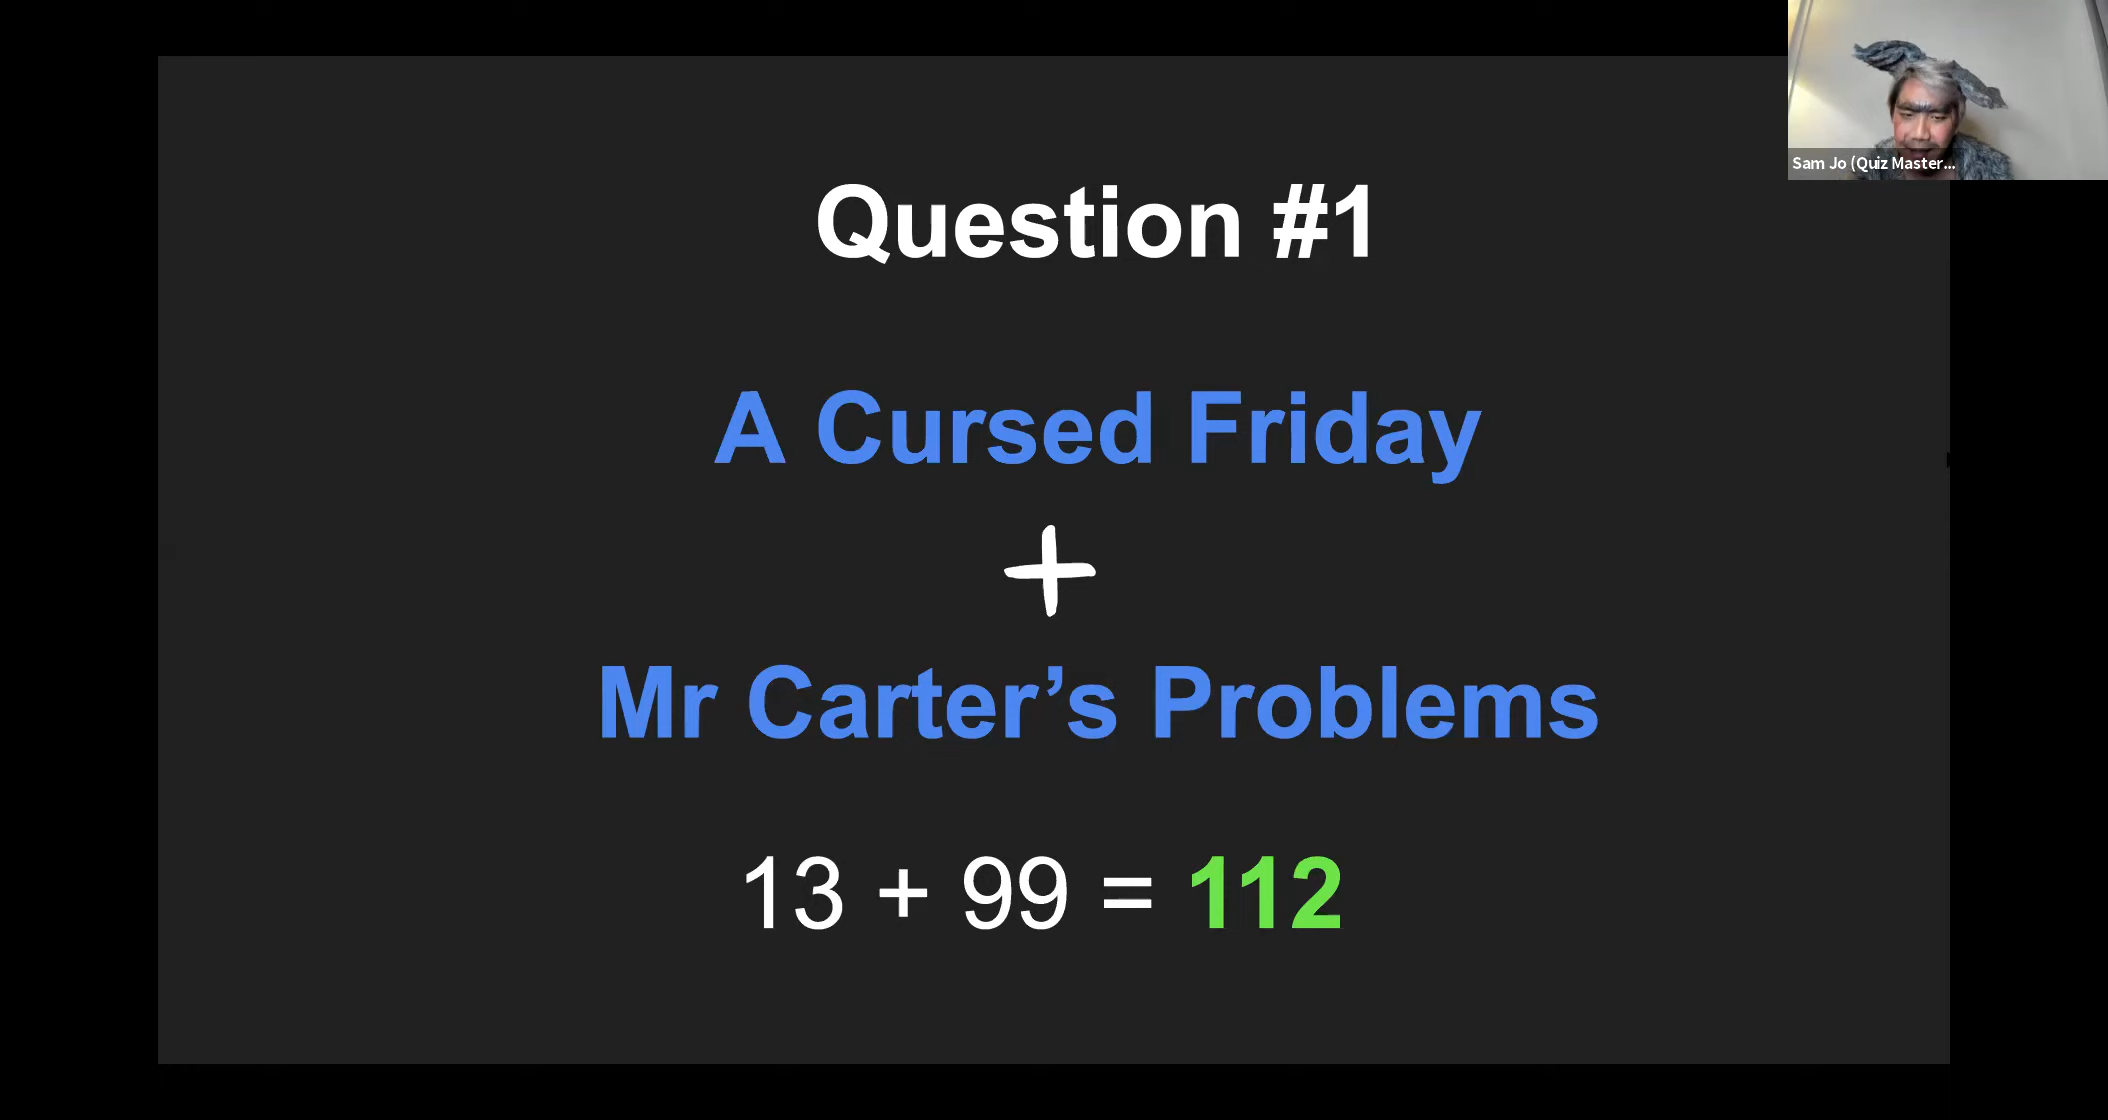 Question #1
A Cursed Friday
+
Mr Carter’s Problems
13 + 99 = 112
Sam Jo (Quiz Master...